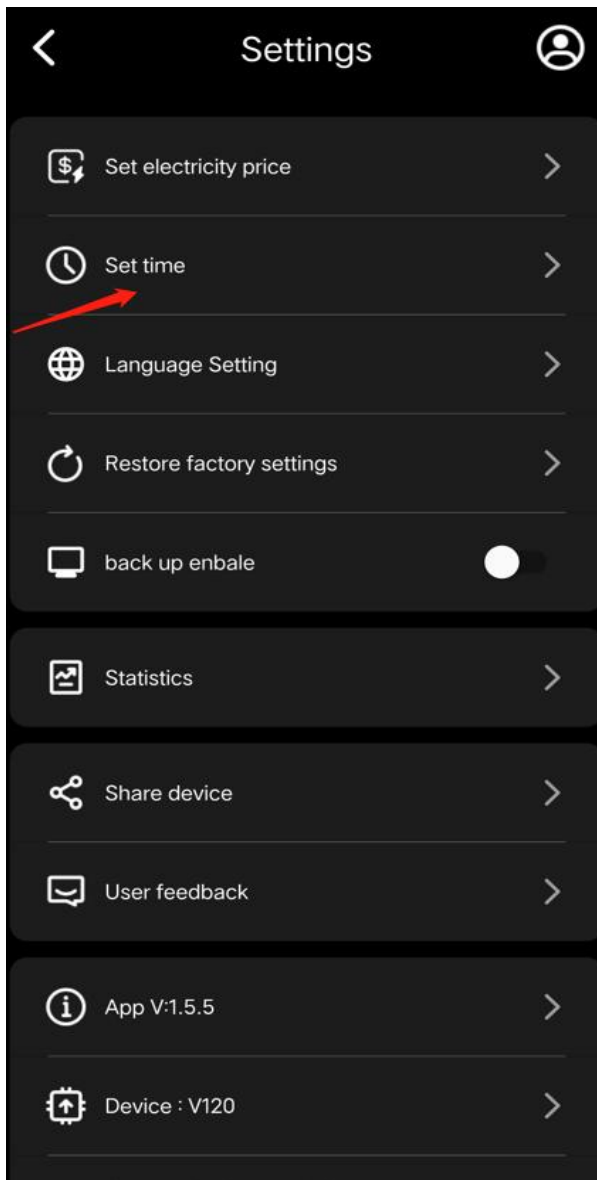 Settings
Set electricity price
Set time
Language Setting
Restore factory settings
back up enbale
Statistics
Share device
User feedback
App V:1.5.5
Device : V120